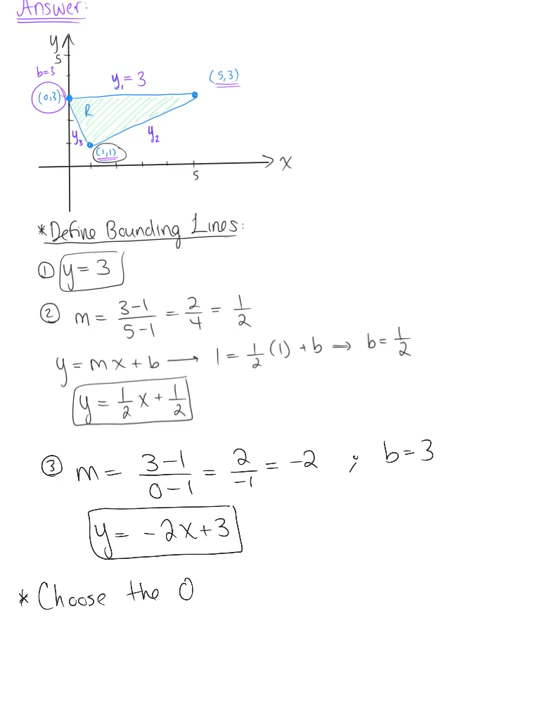 Answer:
y
5
b=3
y₁ = 3
(5,3)
(0,3)
R
y₃
y₂
(1,1)
x
5
*Define Bounding Lines:
① y = 3
② m = (3-1)/(5-1) = 2/4 = 1/2
y = mx + b → 1 = 1/2 (1) + b → b = 1/2
y = 1/2 x + 1/2
③ m = (3-1)/(0-1) = 2/-1 = -2 ; b = 3
y = -2x+3
* Choose the O